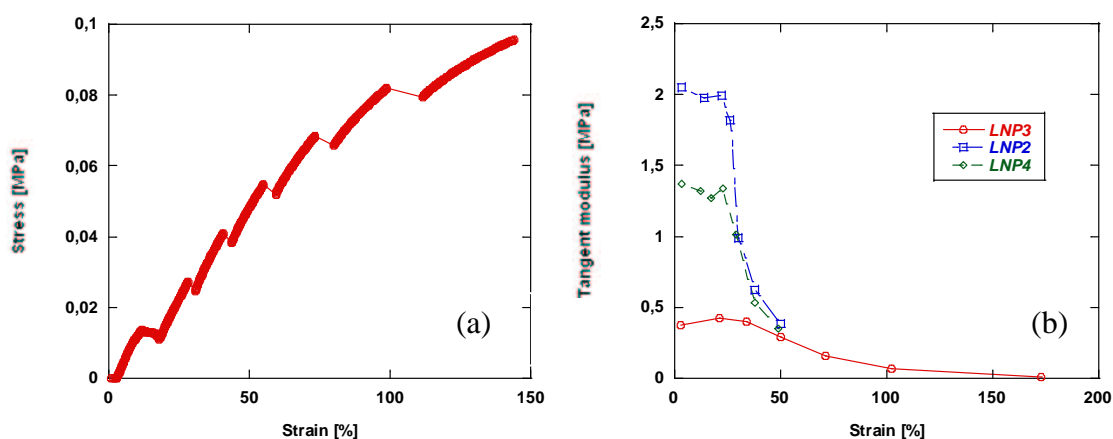 0,1
0,08
0,06
0,04
0,02
0
0 50 100 150
Stress [MPa]
Strain [%]
(a)
2,5
2
1,5
1
0,5
0
0 50 100 150 200
Tangent modulus [MPa]
Strain [%]
LNP3
LNP2
LNP4
(b)